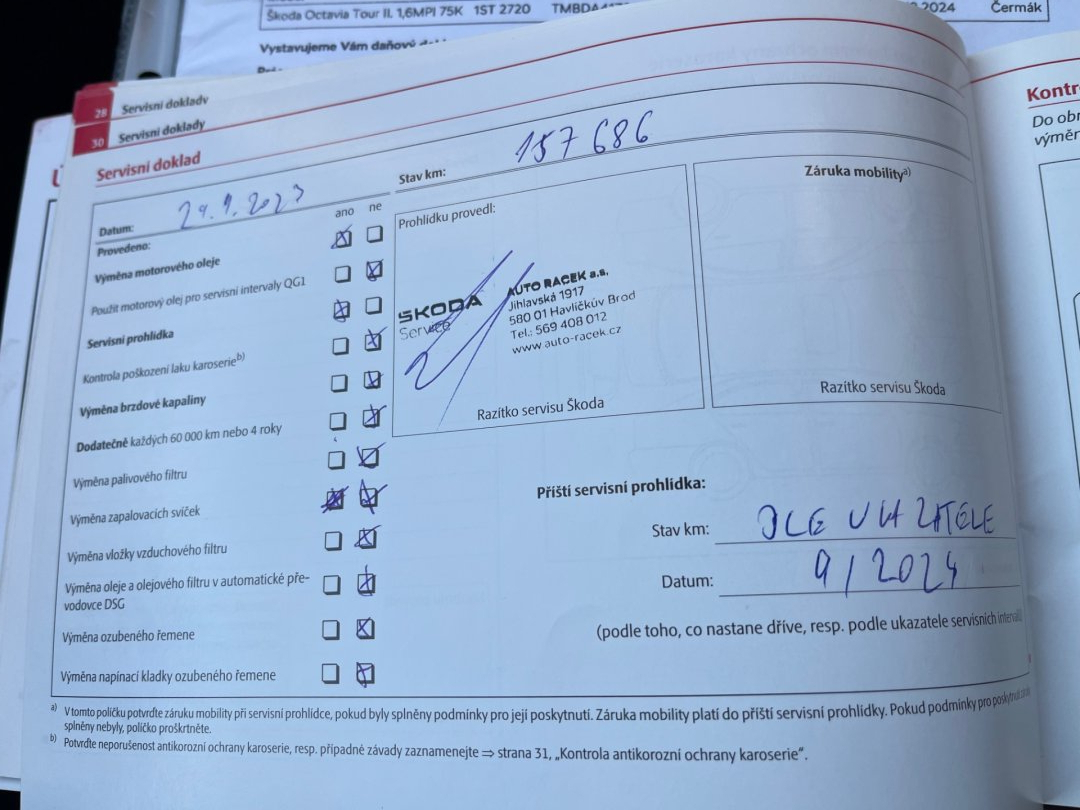 Škoda Octavia Tour II. 1,6MPI 75K 1ST 2720 2024 Čermák
Vystavujeme Vám daňový
28 Servisní doklady
30 Servisní doklady
Servisní doklad
Datum: 29.9.2023
Stav km: 157 686
Provedeno: ano ne
Výměna motorového oleje
Použit motorový olej pro servisní intervaly QG1
Servisní prohlídka
Kontrola poškození laku karoserie b)
Výměna brzdové kapaliny
Dodatečně každých 60 000 km nebo 4 roky
Výměna palivového filtru
Výměna zapalovacích svíček
Výměna vložky vzduchového filtru
Výměna oleje a olejového filtru v automatické pře-
vodovce DSG
Výměna ozubeného řemene
Výměna napínací kladky ozubeného řemene
Prohlídku provedl:
ŠKODA
Service
AUTO RACEK a.s.
Jihlavská 1917
580 01 Havlíčkův Brod
Tel.: 569 408 012
www.auto-racek.cz
Razítko servisu Škoda
Záruka mobility a)
Razítko servisu Škoda
Příští servisní prohlídka:
Stav km: DLE UKAZATELE
Datum: 9/2024
(podle toho, co nastane dříve, resp. podle ukazatele servisních intervalů)
a) V tomto políčku potvrďte záruku mobility při servisní prohlídce, pokud byly splněny podmínky pro její poskytnutí. Záruka mobility platí do příští servisní prohlídky. Pokud podmínky pro poskytnutí
splněny nebyly, políčko proškrtněte.
b) Potvrďte neporušenost antikorozní ochrany karoserie, resp. případné závady zaznamenejte ⇒ strana 31, „Kontrola antikorozní ochrany karoserie“.
Do